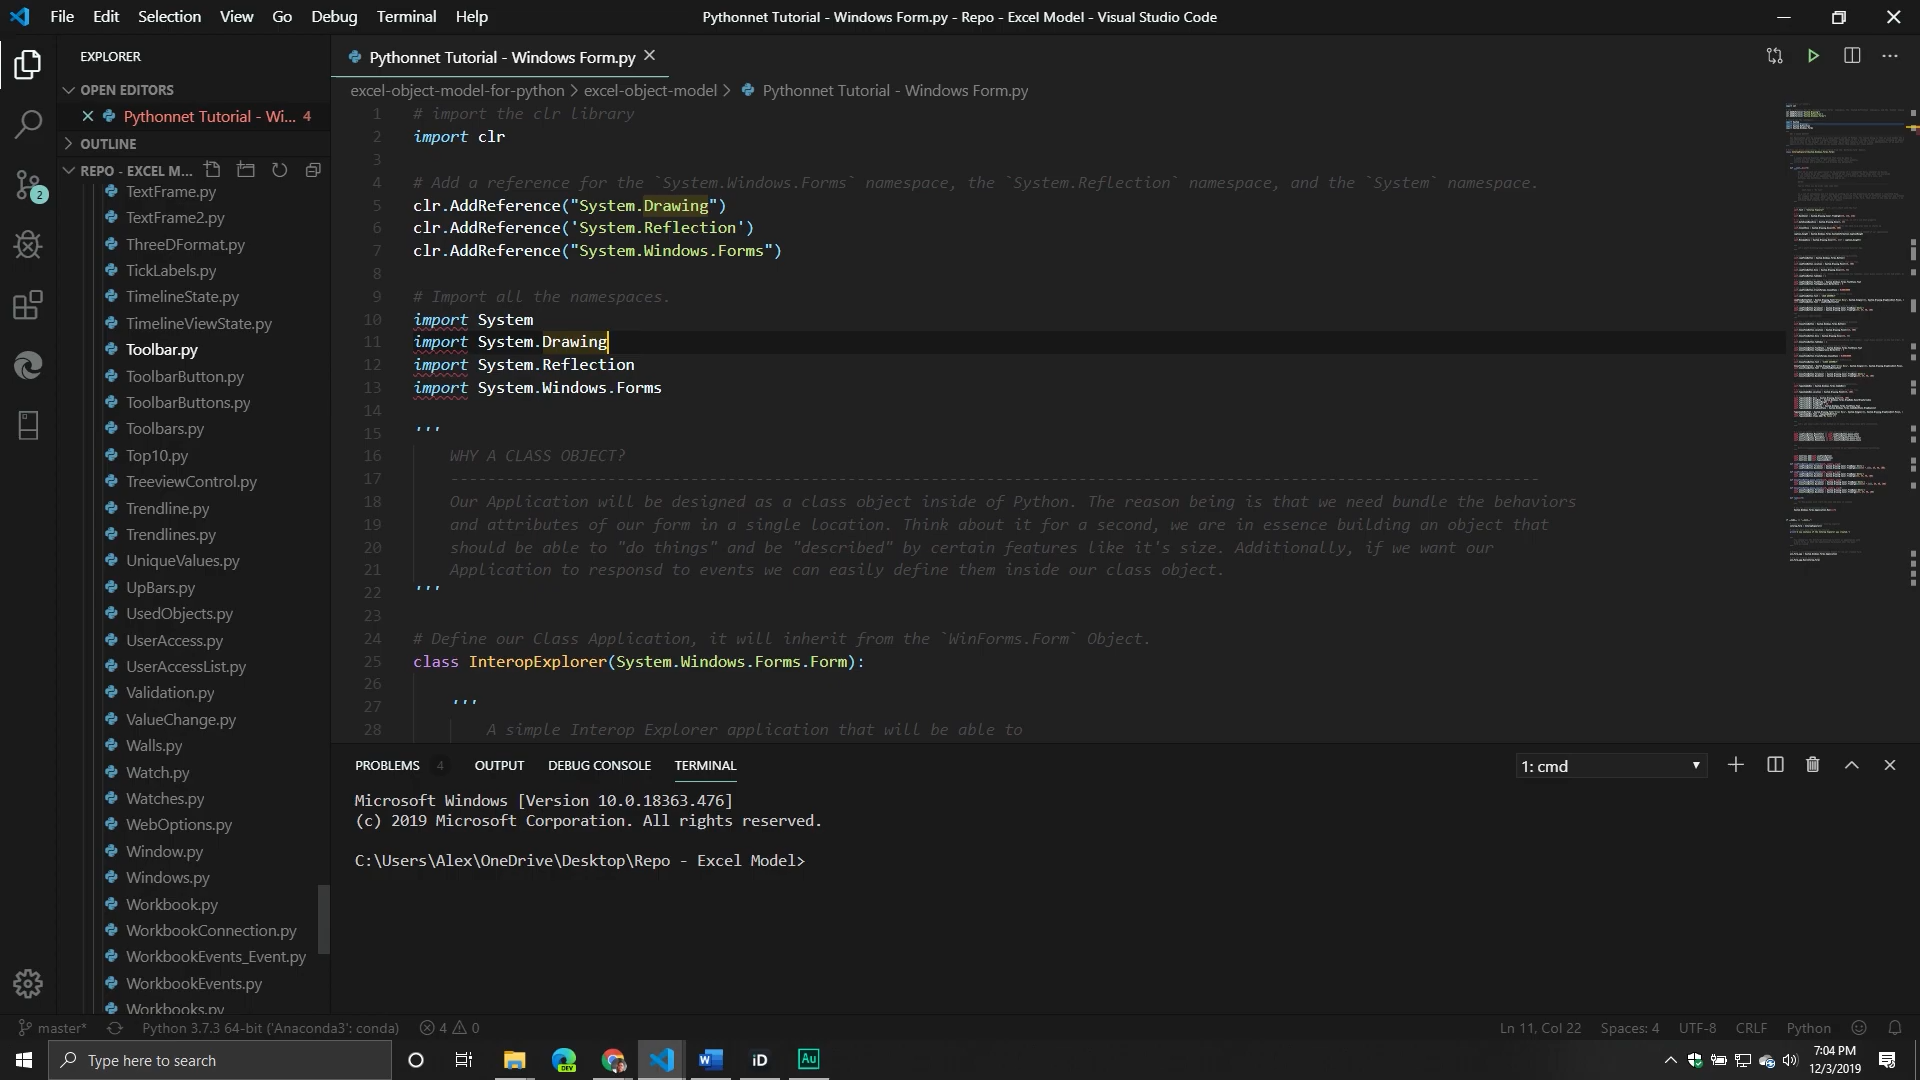 File Edit Selection View Go Debug Terminal Help
Pythonnet Tutorial - Windows Form.py - Repo - Excel Model - Visual Studio Code
EXPLORER
OPEN EDITORS
Pythonnet Tutorial - Wi... 4
OUTLINE
REPO - EXCEL M...
TextFrame.py
TextFrame2.py
ThreeDFormat.py
TickLabels.py
TimelineState.py
TimelineViewState.py
Toolbar.py
ToolbarButton.py
ToolbarButtons.py
Toolbars.py
Top10.py
TreeviewControl.py
Trendline.py
Trendlines.py
UniqueValues.py
UpBars.py
UsedObjects.py
UserAccess.py
UserAccessList.py
Validation.py
ValueChange.py
Walls.py
Watch.py
Watches.py
WebOptions.py
Window.py
Windows.py
Workbook.py
WorkbookConnection.py
WorkbookEvents_Event.py
WorkbookEvents.py
Workbooks.py
2
Pythonnet Tutorial - Windows Form.py
excel-object-model-for-python > excel-object-model > Pythonnet Tutorial - Windows Form.py
1 # import the clr library
2 import clr
3
4 # Add a reference for the `System.Windows.Forms` namespace, the `System.Reflection` namespace, and the `System` namespace.
5 clr.AddReference("System.Drawing")
6 clr.AddReference('System.Reflection')
7 clr.AddReference("System.Windows.Forms")
8
9 # Import all the namespaces.
10 import System
11 import System.Drawing
12 import System.Reflection
13 import System.Windows.Forms
14
15 '''
16 WHY A CLASS OBJECT?
17 ---------------------------------------------------------------------------------------------------------------------
18 Our Application will be designed as a class object inside of Python. The reason being is that we need bundle the behaviors
19 and attributes of our form in a single location. Think about it for a second, we are in essence building an object that
20 should be able to "do things" and be "described" by certain features like it's size. Additionally, if we want our
21 Application to responsd to events we can easily define them inside our class object.
22 '''
23
24 # Define our Class Application, it will inherit from the `WinForms.Form` Object.
25 class InteropExplorer(System.Windows.Forms.Form):
26
27 '''
28 A simple Interop Explorer application that will be able to
PROBLEMS 4 OUTPUT DEBUG CONSOLE TERMINAL
1: cmd
Microsoft Windows [Version 10.0.18363.476]
(c) 2019 Microsoft Corporation. All rights reserved.
C:\Users\Alex\OneDrive\Desktop\Repo - Excel Model>
master* Python 3.7.3 64-bit ('Anaconda3': conda) 4 0
Ln 11, Col 22 Spaces: 4 UTF-8 CRLF Python
Type here to search
DEV
iD
Au
7:04 PM
12/3/2019